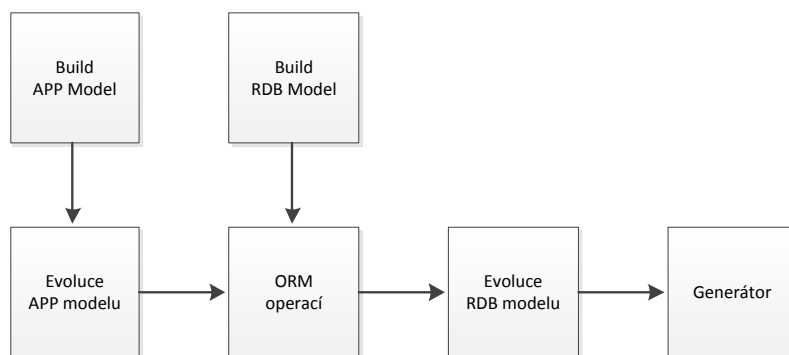 Build
APP Model
Build
RDB Model
Evoluce
APP modelu
ORM
operací
Evoluce
RDB modelu
Generátor